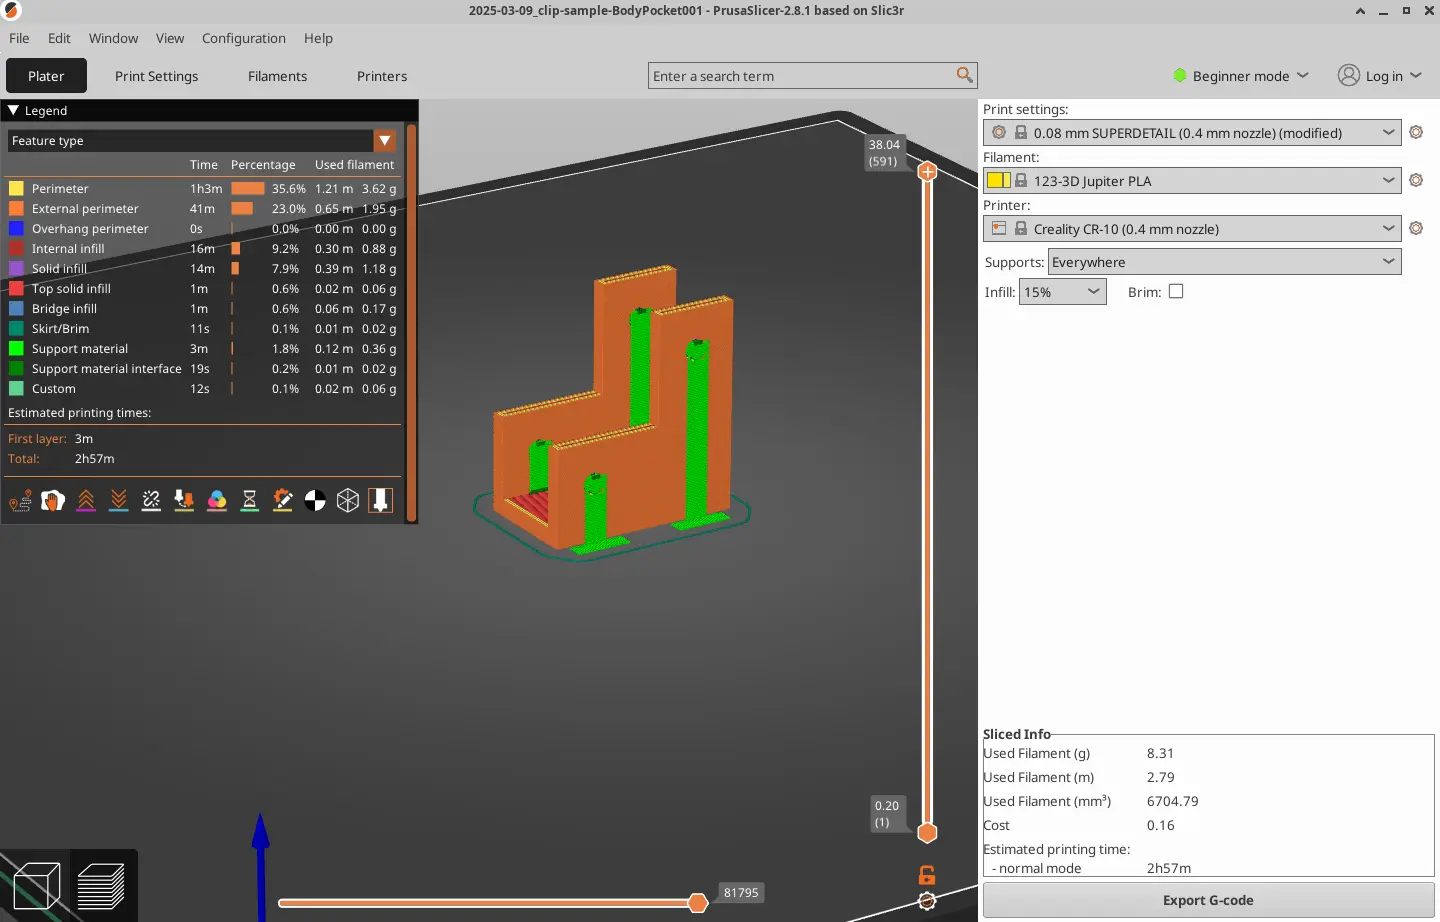 2025-03-09_clip-sample-BodyPocket001 - PrusaSlicer-2.8.1 based on Slic3r
File Edit Window View Configuration Help
Plater Print Settings Filaments Printers Enter a search term Beginner mode Log in
Legend
Feature type
Time Percentage Used filament
Perimeter 1h3m 35.6% 1.21 m 3.62 g
External perimeter 41m 23.0% 0.65 m 1.95 g
Overhang perimeter 0s 0.0% 0.00 m 0.00 g
Internal infill 16m 9.2% 0.30 m 0.88 g
Solid infill 14m 7.9% 0.39 m 1.18 g
Top solid infill 1m 0.6% 0.02 m 0.06 g
Bridge infill 1m 0.6% 0.06 m 0.17 g
Skirt/Brim 11s 0.1% 0.01 m 0.02 g
Support material 3m 1.8% 0.12 m 0.36 g
Support material interface 19s 0.2% 0.01 m 0.02 g
Custom 12s 0.1% 0.02 m 0.06 g
Estimated printing times:
First layer: 3m
Total: 2h57m
38.04
(591)
0.20
(1)
81795
Print settings:
0.08 mm SUPERDETAIL (0.4 mm nozzle) (modified)
Filament:
123-3D Jupiter PLA
Printer:
Creality CR-10 (0.4 mm nozzle)
Supports: Everywhere
Infill: 15% Brim:
Sliced Info
Used Filament (g) 8.31
Used Filament (m) 2.79
Used Filament (mm³) 6704.79
Cost 0.16
Estimated printing time:
- normal mode 2h57m
Export G-code